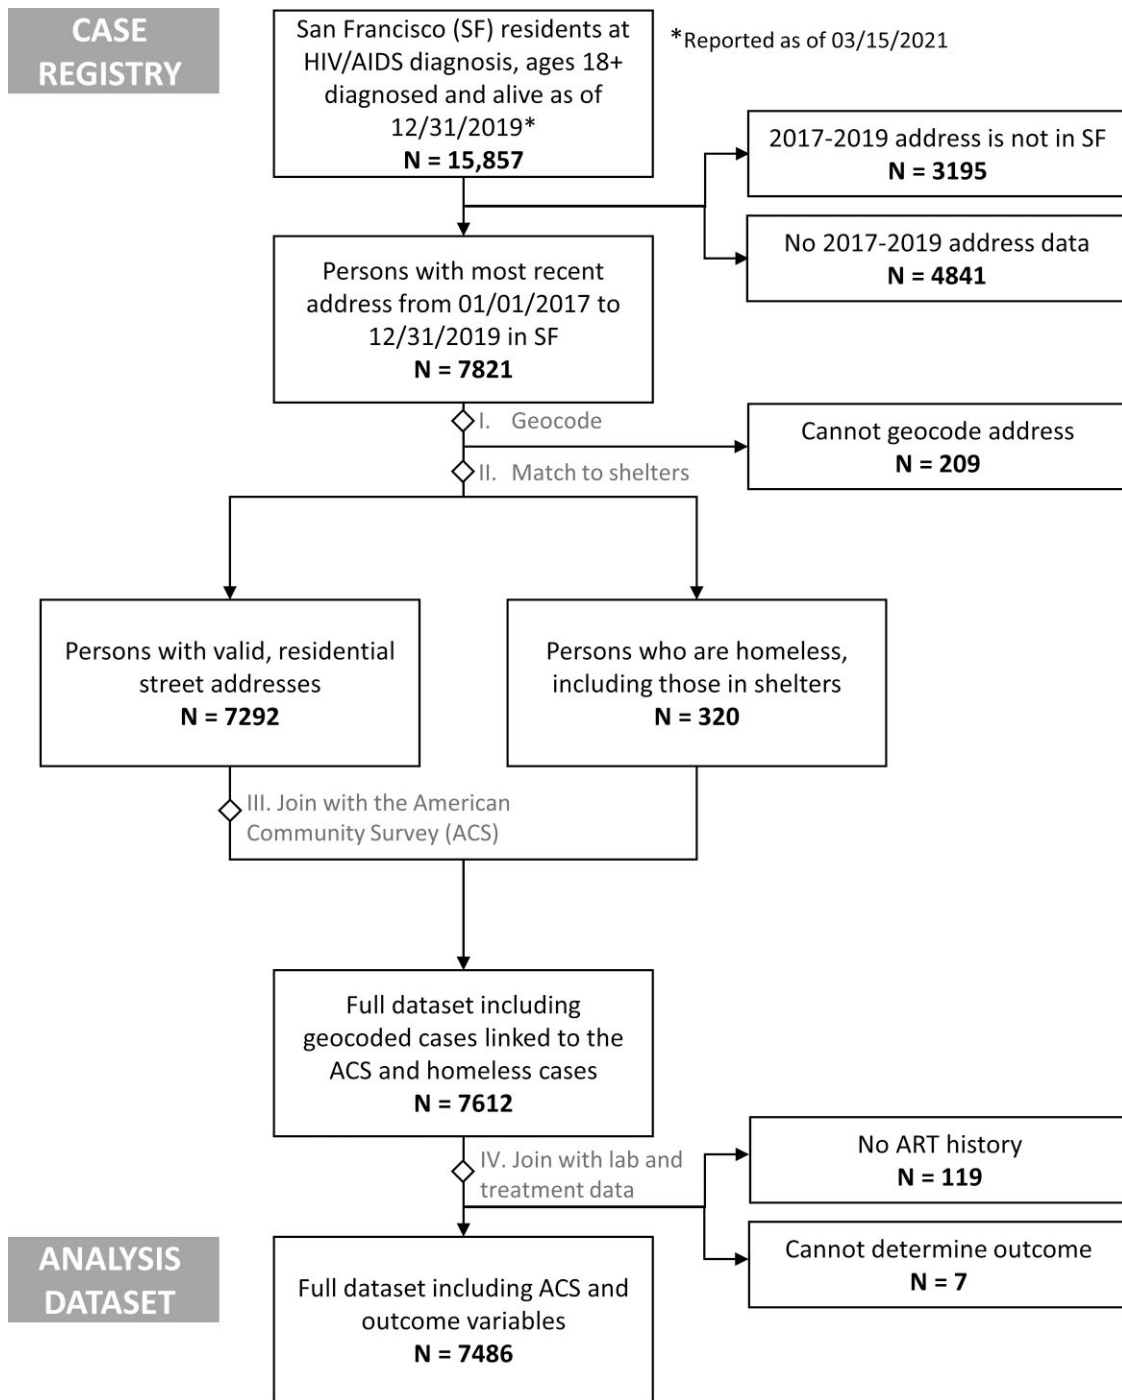 CASE
REGISTRY
San Francisco (SF) residents at
HIV/AIDS diagnosis, ages 18+
diagnosed and alive as of
12/31/2019*
N = 15,857
*Reported as of 03/15/2021
2017-2019 address is not in SF
N = 3195
No 2017-2019 address data
N = 4841
Persons with most recent
address from 01/01/2017 to
12/31/2019 in SF
N = 7821
I. Geocode
Cannot geocode address
N = 209
II. Match to shelters
Persons with valid, residential
street addresses
N = 7292
Persons who are homeless,
including those in shelters
N = 320
III. Join with the American
Community Survey (ACS)
Full dataset including
geocoded cases linked to the
ACS and homeless cases
N = 7612
IV. Join with lab and
treatment data
No ART history
N = 119
Cannot determine outcome
N = 7
ANALYSIS
DATASET
Full dataset including ACS and
outcome variables
N = 7486